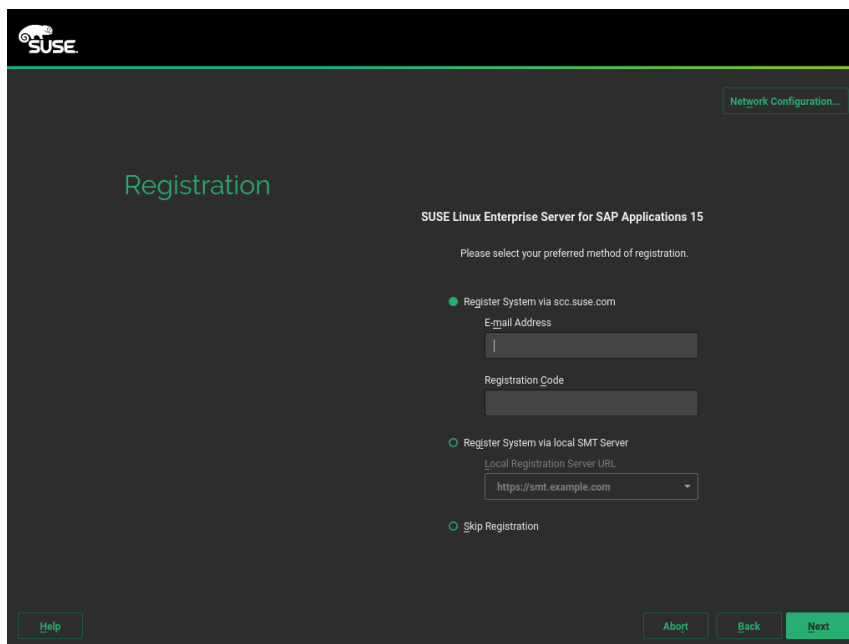 SUSE
Network Configuration...
Registration
SUSE Linux Enterprise Server for SAP Applications 15
Please select your preferred method of registration.
Register System via scc.suse.com
E-mail Address
Registration Code
Register System via local SMT Server
Local Registration Server URL
https://smt.example.com
Skip Registration
Help
Abort
Back
Next